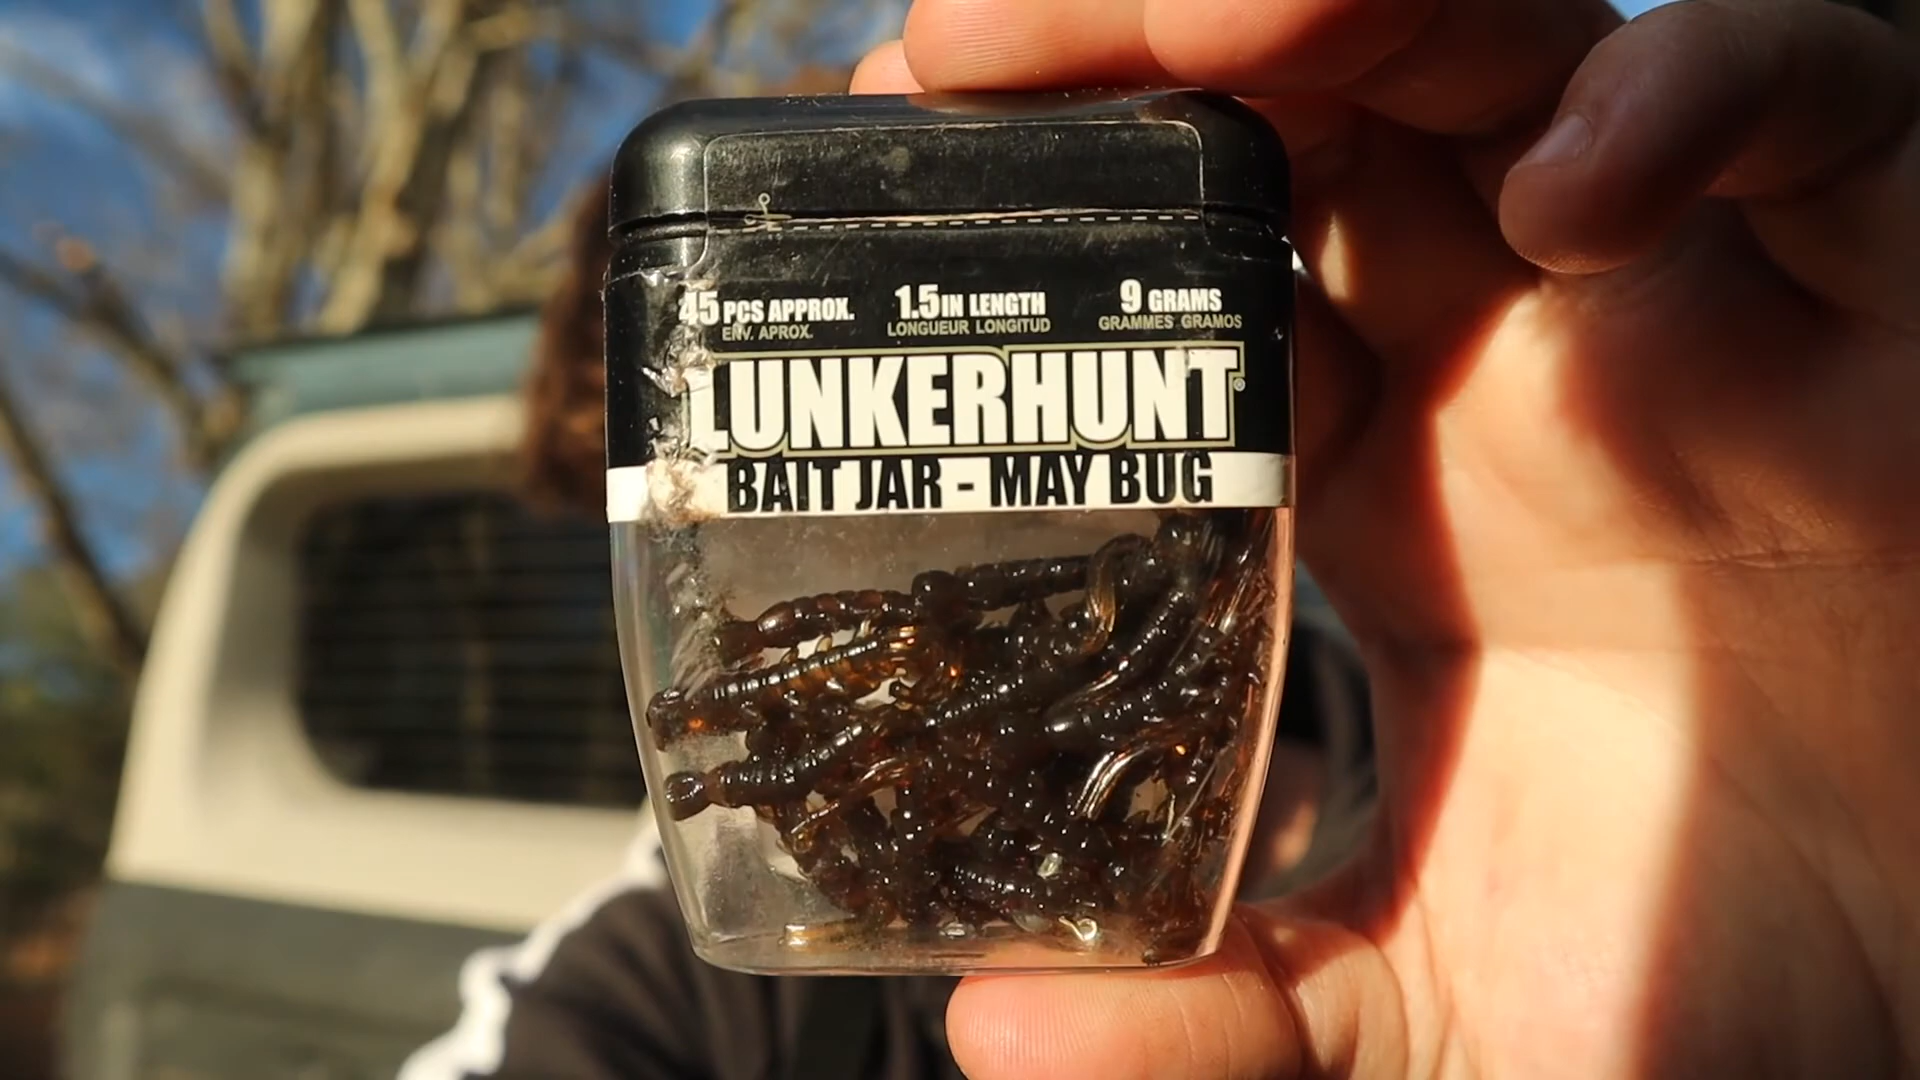 45 PCS APPROX. 1.5IN LENGTH 9 GRAMS
ENV. APROX. LONGUEUR LONGITUD GRAMMES GRAMOS
LUNKERHUNT®
BAIT JAR - MAY BUG